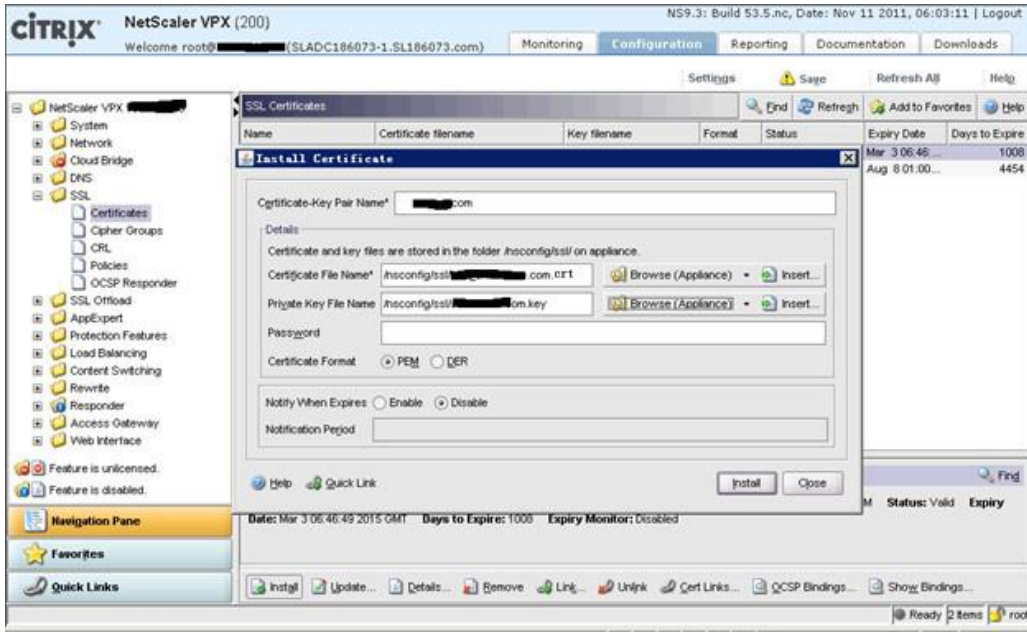 CİTRIX
NetScaler VPX (200)
NS9.3: Build 53.5.nc, Date: Nov 11 2011, 06:03:11 | Logout
Welcome root@ (SLADC186073-1.SL186073.com)
Monitoring Configuration Reporting Documentation Downloads
Settings Save Refresh All Help
NetScaler VPX
System
Network
Cloud Bridge
DNS
SSL
Certificates
Cipher Groups
CRL
Policies
OCSP Responder
SSL Offload
AppExpert
Protection Features
Load Balancing
Content Switching
Rewrite
Responder
Access Gateway
Web Interface
Feature is unlicensed.
Feature is disabled.
Navigation Pane
Favorites
Quick Links
SSL Certificates
Find Refresh Add to Favorites Help
Name Certificate filename Key filename Format Status Expiry Date Days to Expire
Mar 3 06:46:... 1008
Aug 8 01:00... 4454
Install Certificate
Certificate-Key Pair Name* com
Details
Certificate and key files are stored in the folder /nsconfig/ssl/ on appliance.
Certificate File Name* /nsconfig/ssl/ .com.crt Browse (Appliance) Insert...
Private Key File Name /nsconfig/ssl/ om.key Browse (Appliance) Insert...
Password
Certificate Format PEM DER
Notify When Expires Enable Disable
Notification Period
Help Quick Link Install Close
Find
M Status: Valid Expiry
Date: Mar 3 06:46:49 2015 GMT Days to Expire: 1008 Expiry Monitor: Disabled
Install Update... Details... Remove Link... Unlink Cert Links... OCSP Bindings... Show Bindings...
Ready 2 Items roo